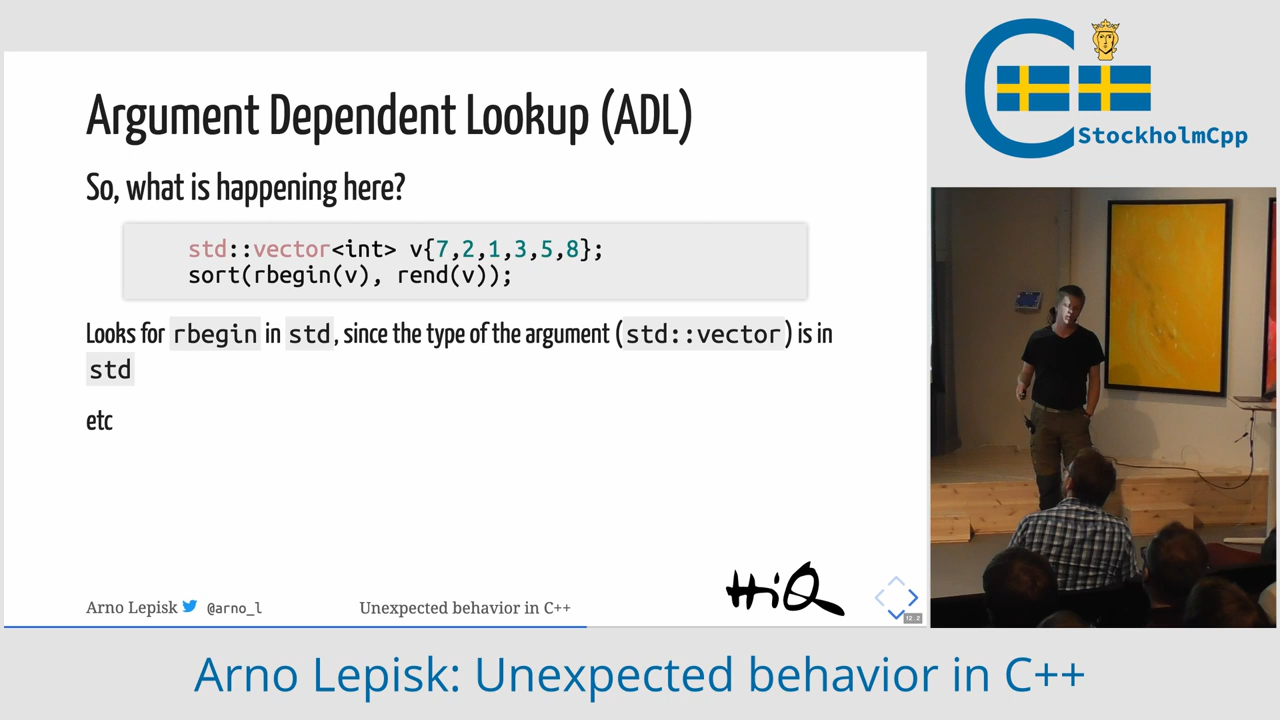 Argument Dependent Lookup (ADL)
So, what is happening here?
std::vector<int> v{7,2,1,3,5,8};
sort(rbegin(v), rend(v));
Looks for rbegin in std, since the type of the argument (std::vector) is in
std
etc
HiQ
Arno Lepisk @arno_l Unexpected behavior in C++
12.2
C++
StockholmCpp
Arno Lepisk: Unexpected behavior in C++